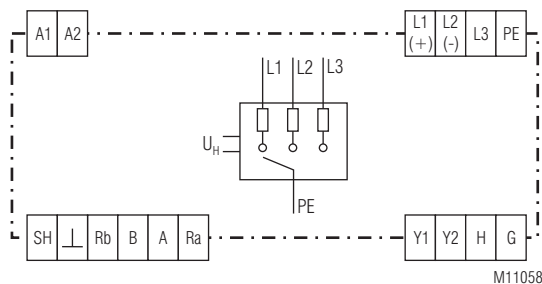 A1 A2 L1 (+) L2 (-) L3 PE
L1 L2 L3
UH
PE
SH ⊥ Rb B A Ra Y1 Y2 H G
M11058